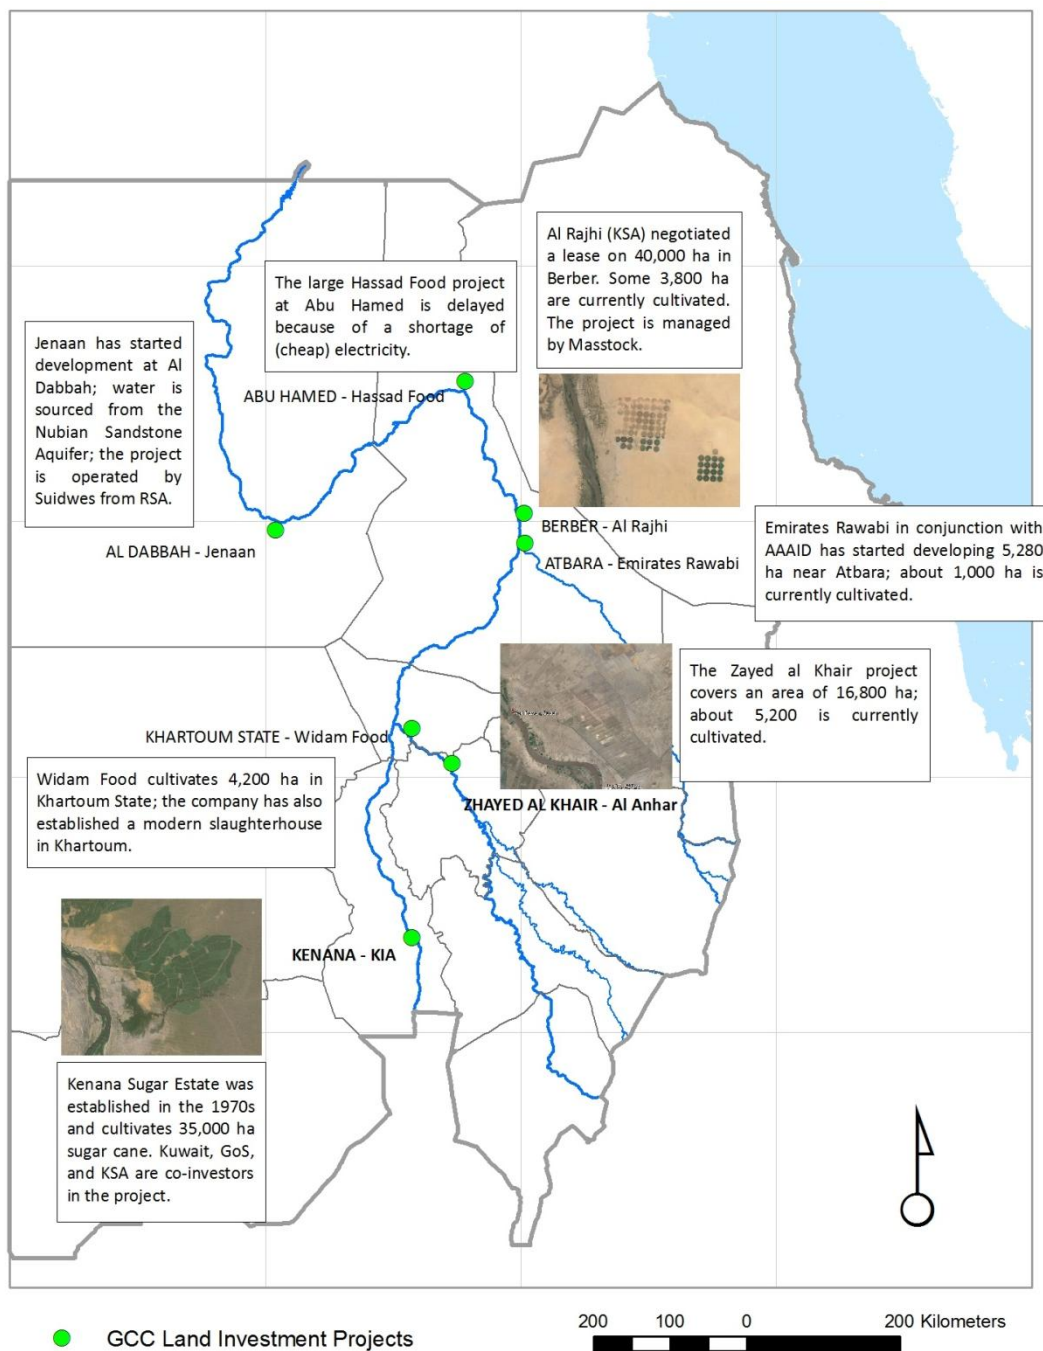 Al Rajhi (KSA) negotiated
a lease on 40,000 ha in
Berber. Some 3,800 ha
are currently cultivated.
The project is managed
by Masstock.
The large Hassad Food project
at Abu Hamed is delayed
because of a shortage of
(cheap) electricity.
Jenaan has started
development at Al
Dabbah; water is
sourced from the
Nubian Sandstone
Aquifer; the project
is operated by
Suidwes from RSA.
ABU HAMED - Hassad Food
BERBER - Al Rajhi
AL DABBAH - Jenaan
ATBARA - Emirates Rawabi
Emirates Rawabi in conjunction with
AAAID has started developing 5,280
ha near Atbara; about 1,000 ha is
currently cultivated.
The Zayed al Khair project
covers an area of 16,800 ha;
about 5,200 is currently
cultivated.
KHARTOUM STATE - Widam Food
Widam Food cultivates 4,200 ha in
Khartoum State; the company has also
established a modern slaughterhouse
in Khartoum.
ZHAYED AL KHAIR - Al Anhar
KENANA - KIA
Kenana Sugar Estate was
established in the 1970s
and cultivates 35,000 ha
sugar cane. Kuwait, GoS,
and KSA are co-investors
in the project.
GCC Land Investment Projects
200 100 0 200 Kilometers